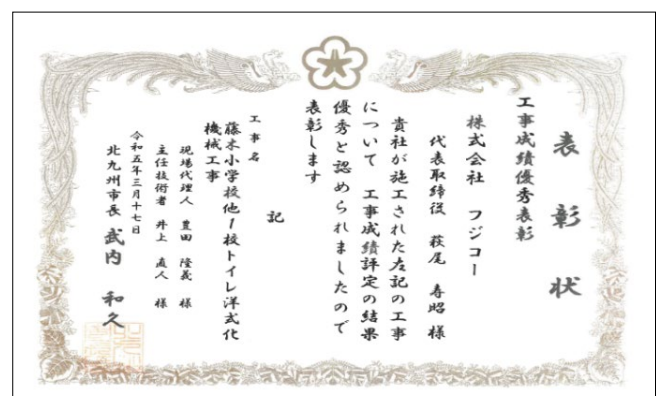 表彰状
工事成績優秀表彰
株式会社 フジコー
代表取締役 萩尾 寿昭 様
貴社が施工された左記の工事
について 工事成績評定の結果
優秀と認められましたので
表彰します
記
工事名
藤木小学校他1校トイレ洋式化
機械工事
現場代理人 豊田 隆義 様
主任技術者 井上 直人 様
令和五年三月十七日
北九州市長 武内 和久